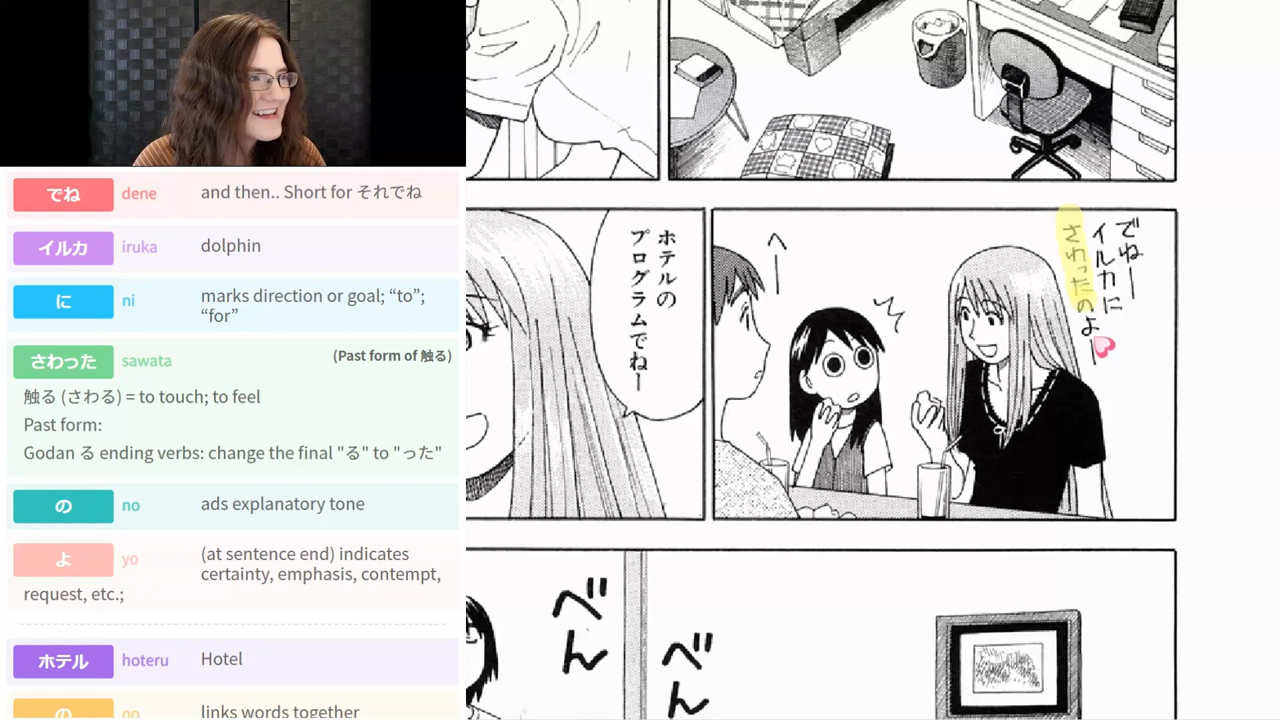 でね dene and then.. Short for それでね
イルカ iruka dolphin
に ni marks direction or goal; “to”;
“for”
さわった sawata (Past form of 触る)
触る (さわる) = to touch; to feel
Past form:
Godan る ending verbs: change the final "る" to "った"
の no ads explanatory tone
よ yo (at sentence end) indicates
certainty, emphasis, contempt,
request, etc.;
ホテル hoteru Hotel
の no links words together
でねー
イルカに
さわったのよー
へー
ホテルの
プログラムでねー
べん
べん